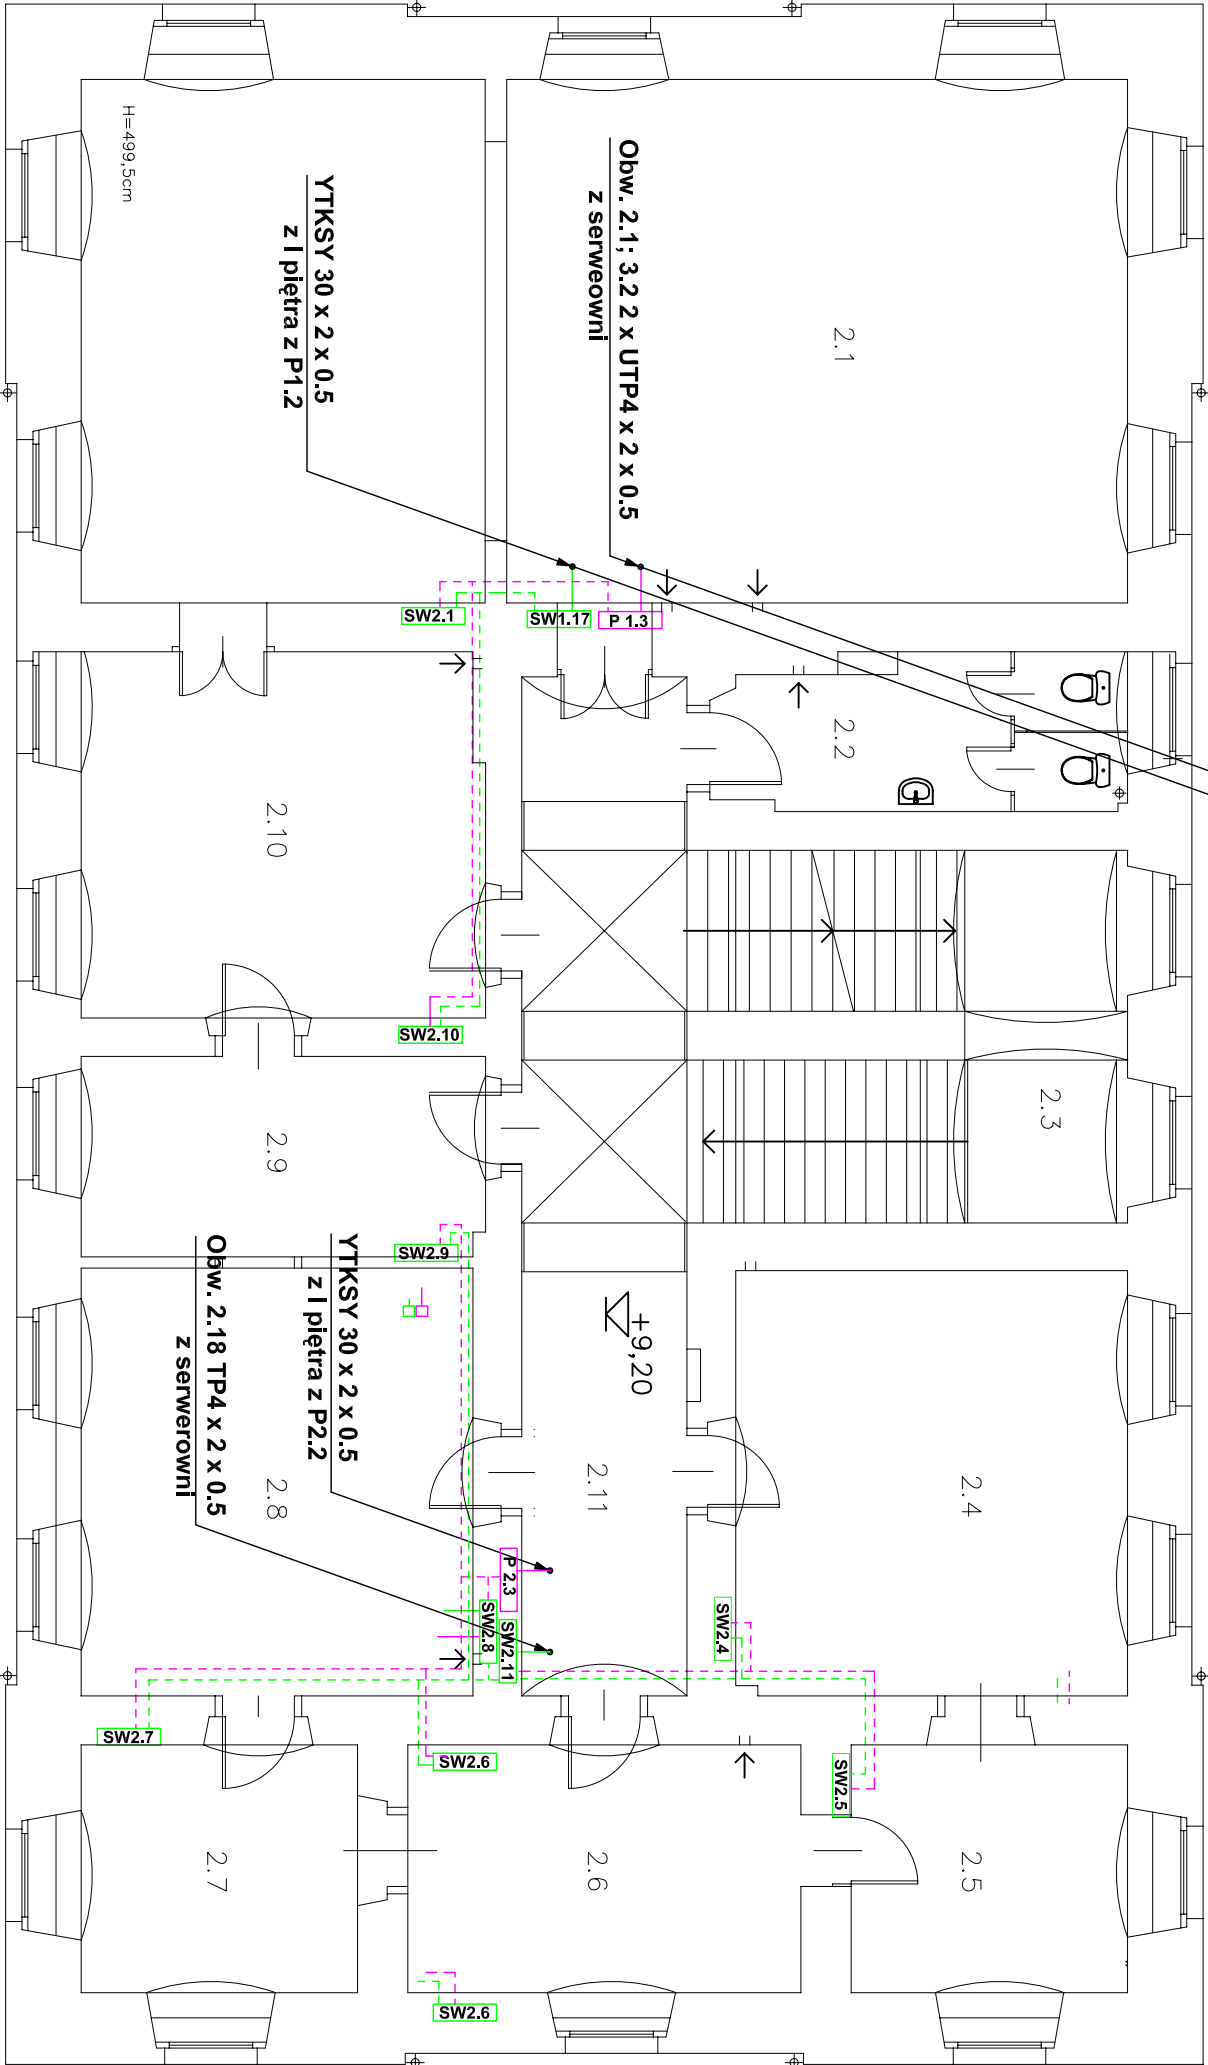 H=499,5cm
YTKSY 30 x 2 x 0.5
z I piętra z P1.2
Obw. 2.1; 3.2 2 x UTP4 x 2 x 0.5
z serweowni
2.1
SW2.1
SW1.17
P 1.3
2.2
2.10
SW2.10
2.3
2.9
SW2.9
+9,20
YTKSY 30 x 2 x 0.5
z I piętra z P2.2
Obw. 2.18 TP4 x 2 x 0.5
z serwerowni
2.8
2.11
2.4
P 2.3
SW2.8
SW2.11
SW2.4
SW2.7
SW2.6
SW2.5
2.7
2.6
2.5
SW2.6